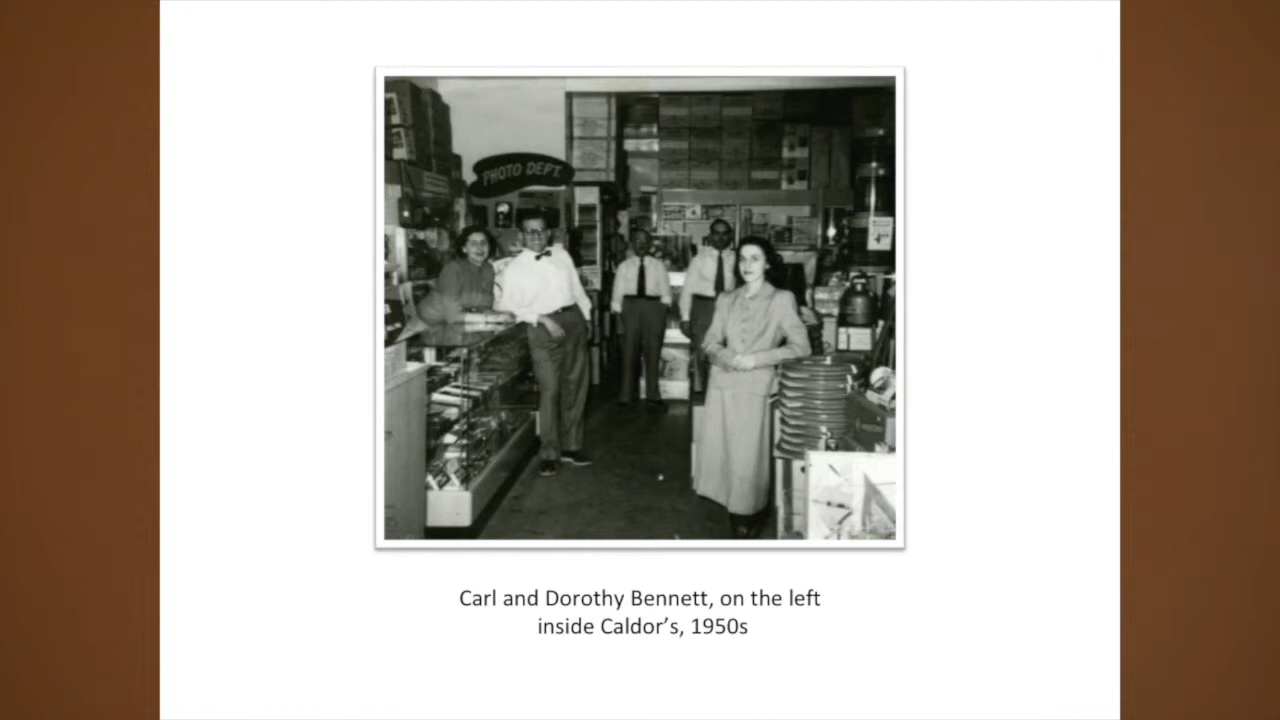 PHOTO DEPT.
Carl and Dorothy Bennett, on the left
inside Caldor’s, 1950s